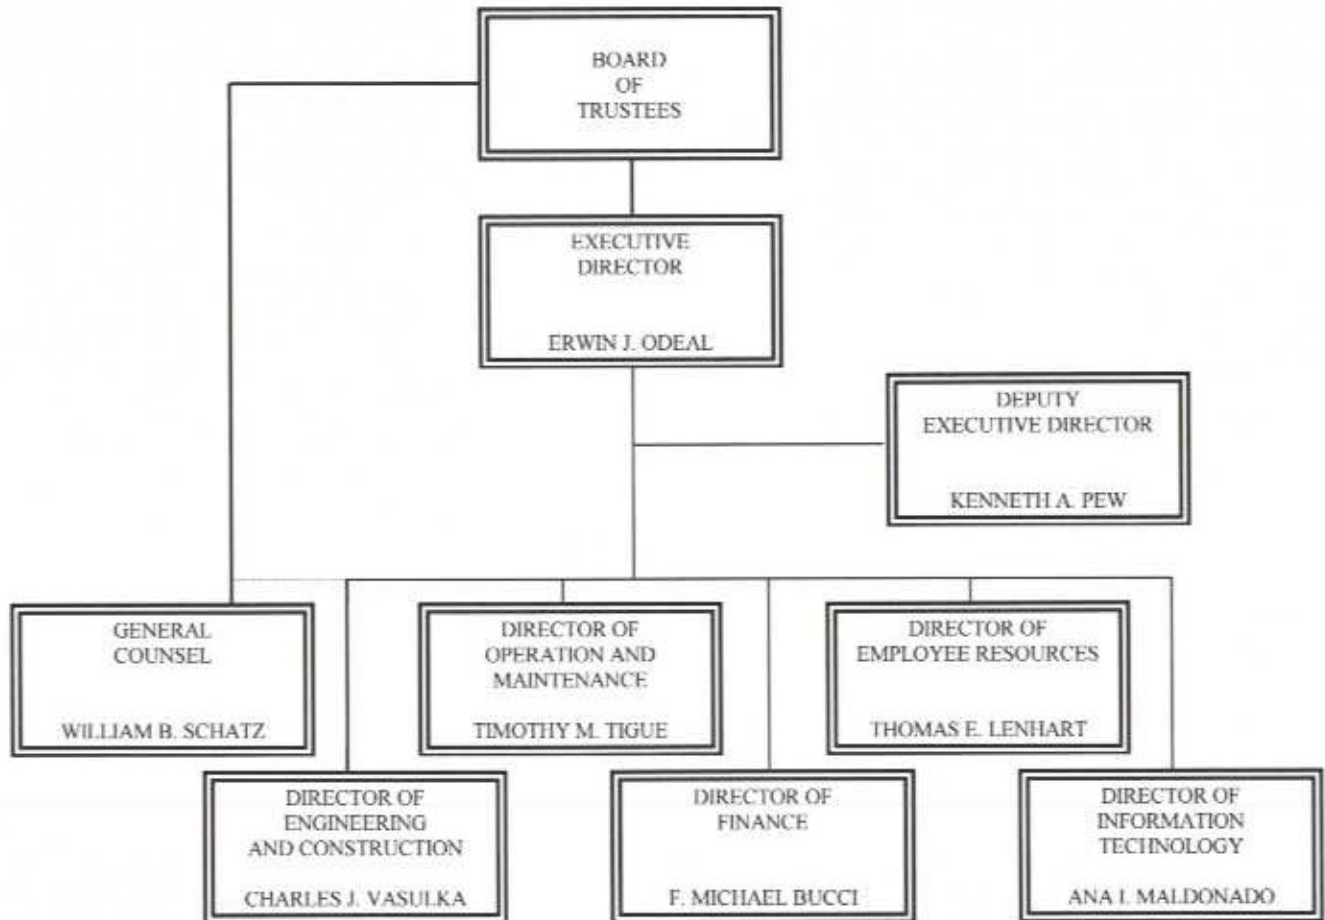 BOARD
OF
TRUSTEES
EXECUTIVE
DIRECTOR
ERWIN J. ODEAL
DEPUTY
EXECUTIVE DIRECTOR
KENNETH A. PEW
GENERAL
COUNSEL
WILLIAM B. SCHATZ
DIRECTOR OF
OPERATION AND
MAINTENANCE
TIMOTHY M. TIGUE
DIRECTOR OF
EMPLOYEE RESOURCES
THOMAS E. LENHART
DIRECTOR OF
ENGINEERING
AND CONSTRUCTION
CHARLES J. VASULKA
DIRECTOR OF
FINANCE
F. MICHAEL BUCCI
DIRECTOR OF
INFORMATION
TECHNOLOGY
ANA I. MALDONADO